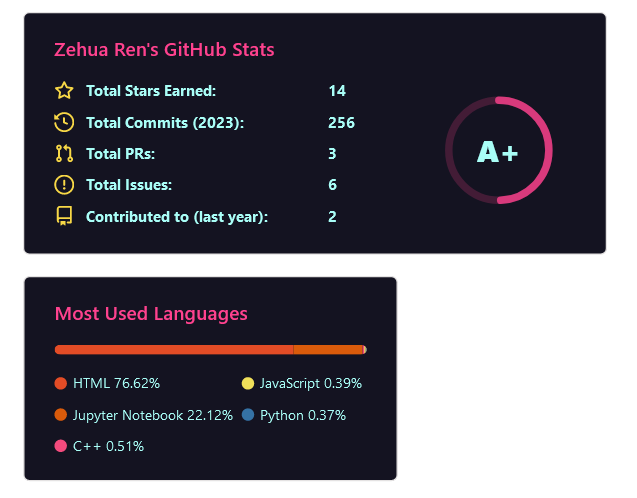 Zehua Ren's GitHub Stats
Total Stars Earned: 14
Total Commits (2023): 256
Total PRs: 3
Total Issues: 6
Contributed to (last year): 2
A+
Most Used Languages
HTML 76.62% JavaScript 0.39%
Jupyter Notebook 22.12% Python 0.37%
C++ 0.51%